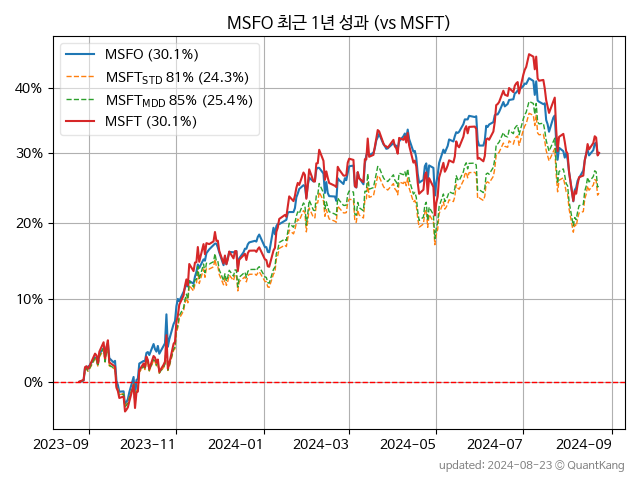 MSFO 최근 1년 성과 (vs MSFT)
MSFO (30.1%)
MSFT_STD 81% (24.3%)
MSFT_MDD 85% (25.4%)
MSFT (30.1%)
40%
30%
20%
10%
0%
2023-09 2023-11 2024-01 2024-03 2024-05 2024-07 2024-09
updated: 2024-08-23 © QuantKang